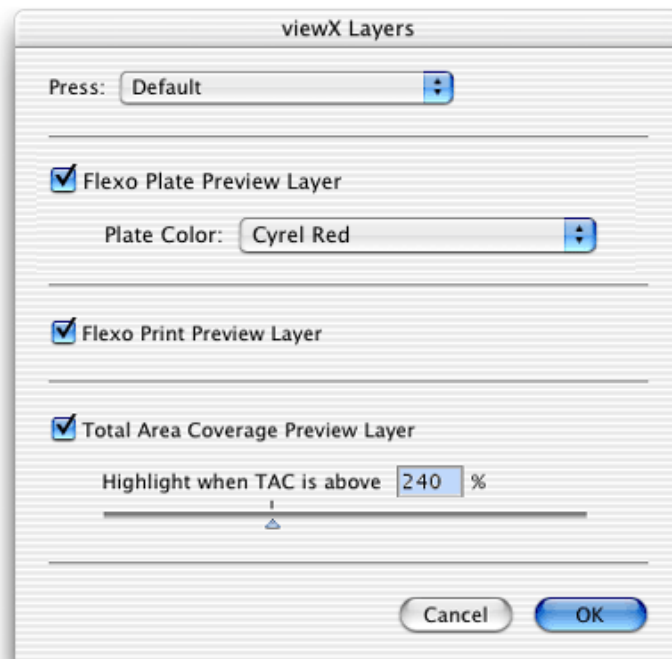 viewX Layers
Press: Default
Flexo Plate Preview Layer
Plate Color: Cyrel Red
Flexo Print Preview Layer
Total Area Coverage Preview Layer
Highlight when TAC is above 240 %
Cancel OK